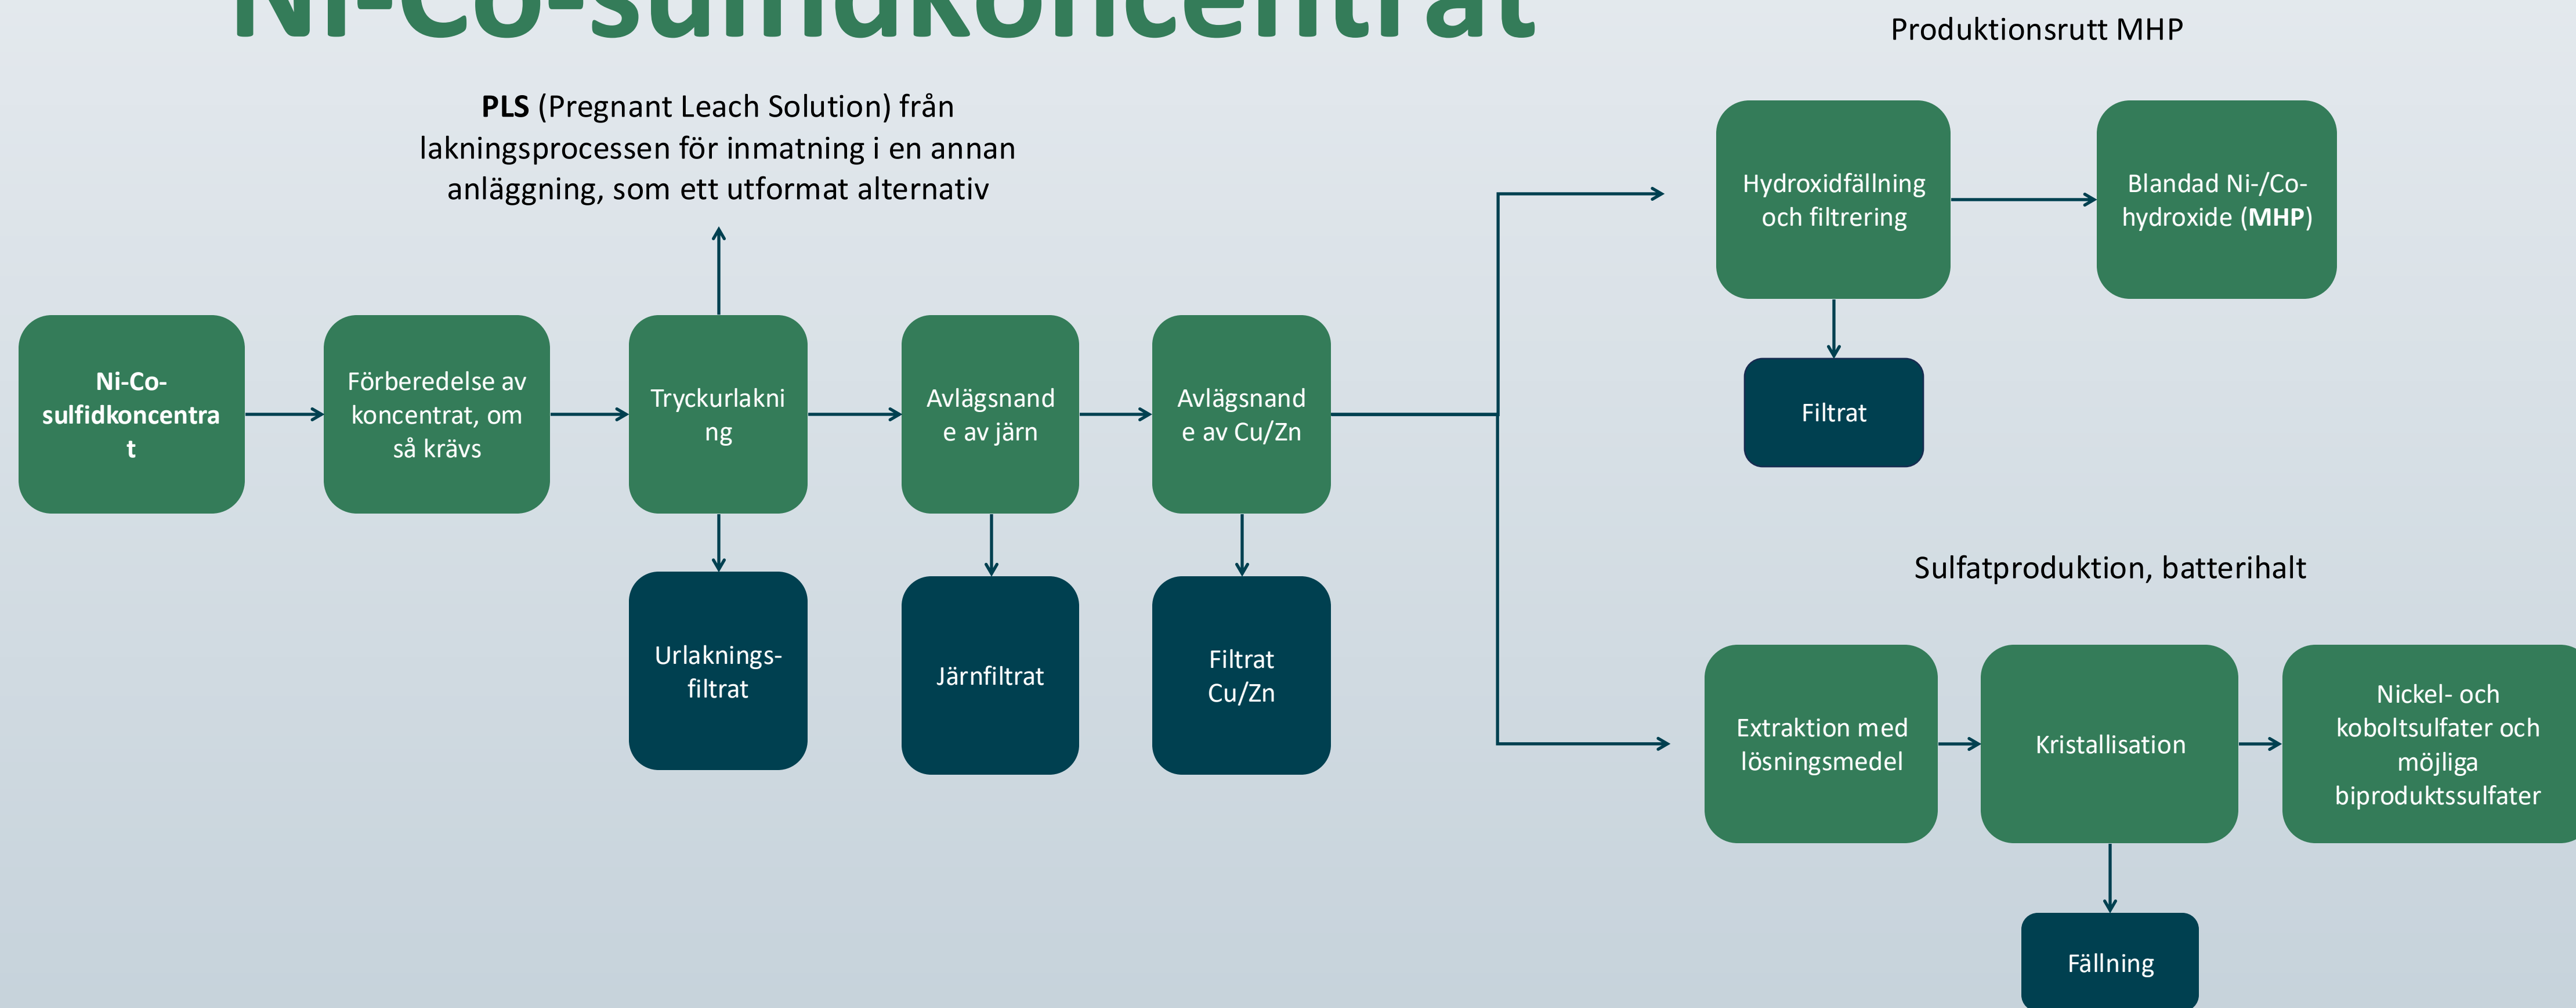 Ni-Co-sulfidkoncentrat
Produktionsrutt MHP
PLS (Pregnant Leach Solution) från
lakningsprocessen för inmatning i en annan
anläggning, som ett utformat alternativ
Hydroxidfällning
och filtrering
Blandad Ni-/Co-
hydroxide (MHP)
Filtrat
Ni-Co-
sulfidkoncentra
t
Förberedelse av
koncentrat, om
så krävs
Tryckurlakni
ng
Avlägsnand
e av järn
Avlägsnand
e av Cu/Zn
Urlaknings-
filtrat
Järnfiltrat
Filtrat
Cu/Zn
Sulfatproduktion, batterihalt
Extraktion med
lösningsmedel
Kristallisation
Nickel- och
koboltsulfater och
möjliga
biproduktssulfater
Fällning